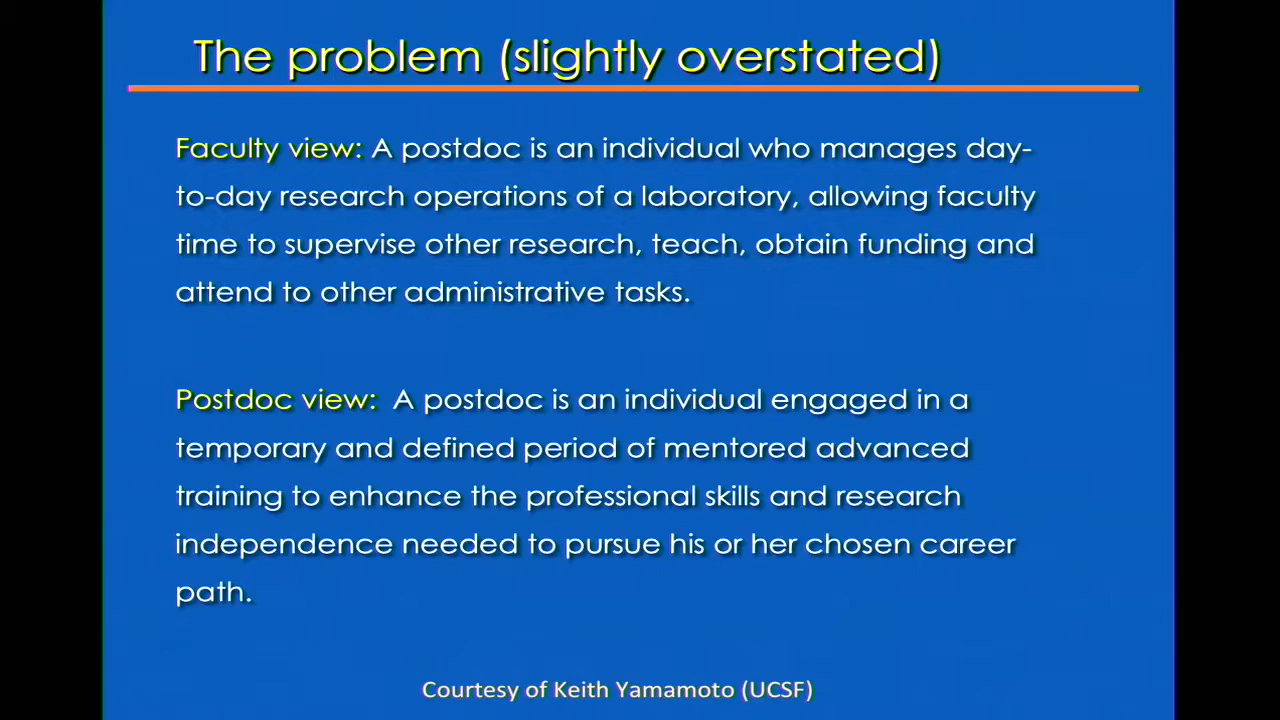 The problem (slightly overstated)
Faculty view: A postdoc is an individual who manages day-
to-day research operations of a laboratory, allowing faculty
time to supervise other research, teach, obtain funding and
attend to other administrative tasks.
Postdoc view: A postdoc is an individual engaged in a
temporary and defined period of mentored advanced
training to enhance the professional skills and research
independence needed to pursue his or her chosen career
path.
Courtesy of Keith Yamamoto (UCSF)